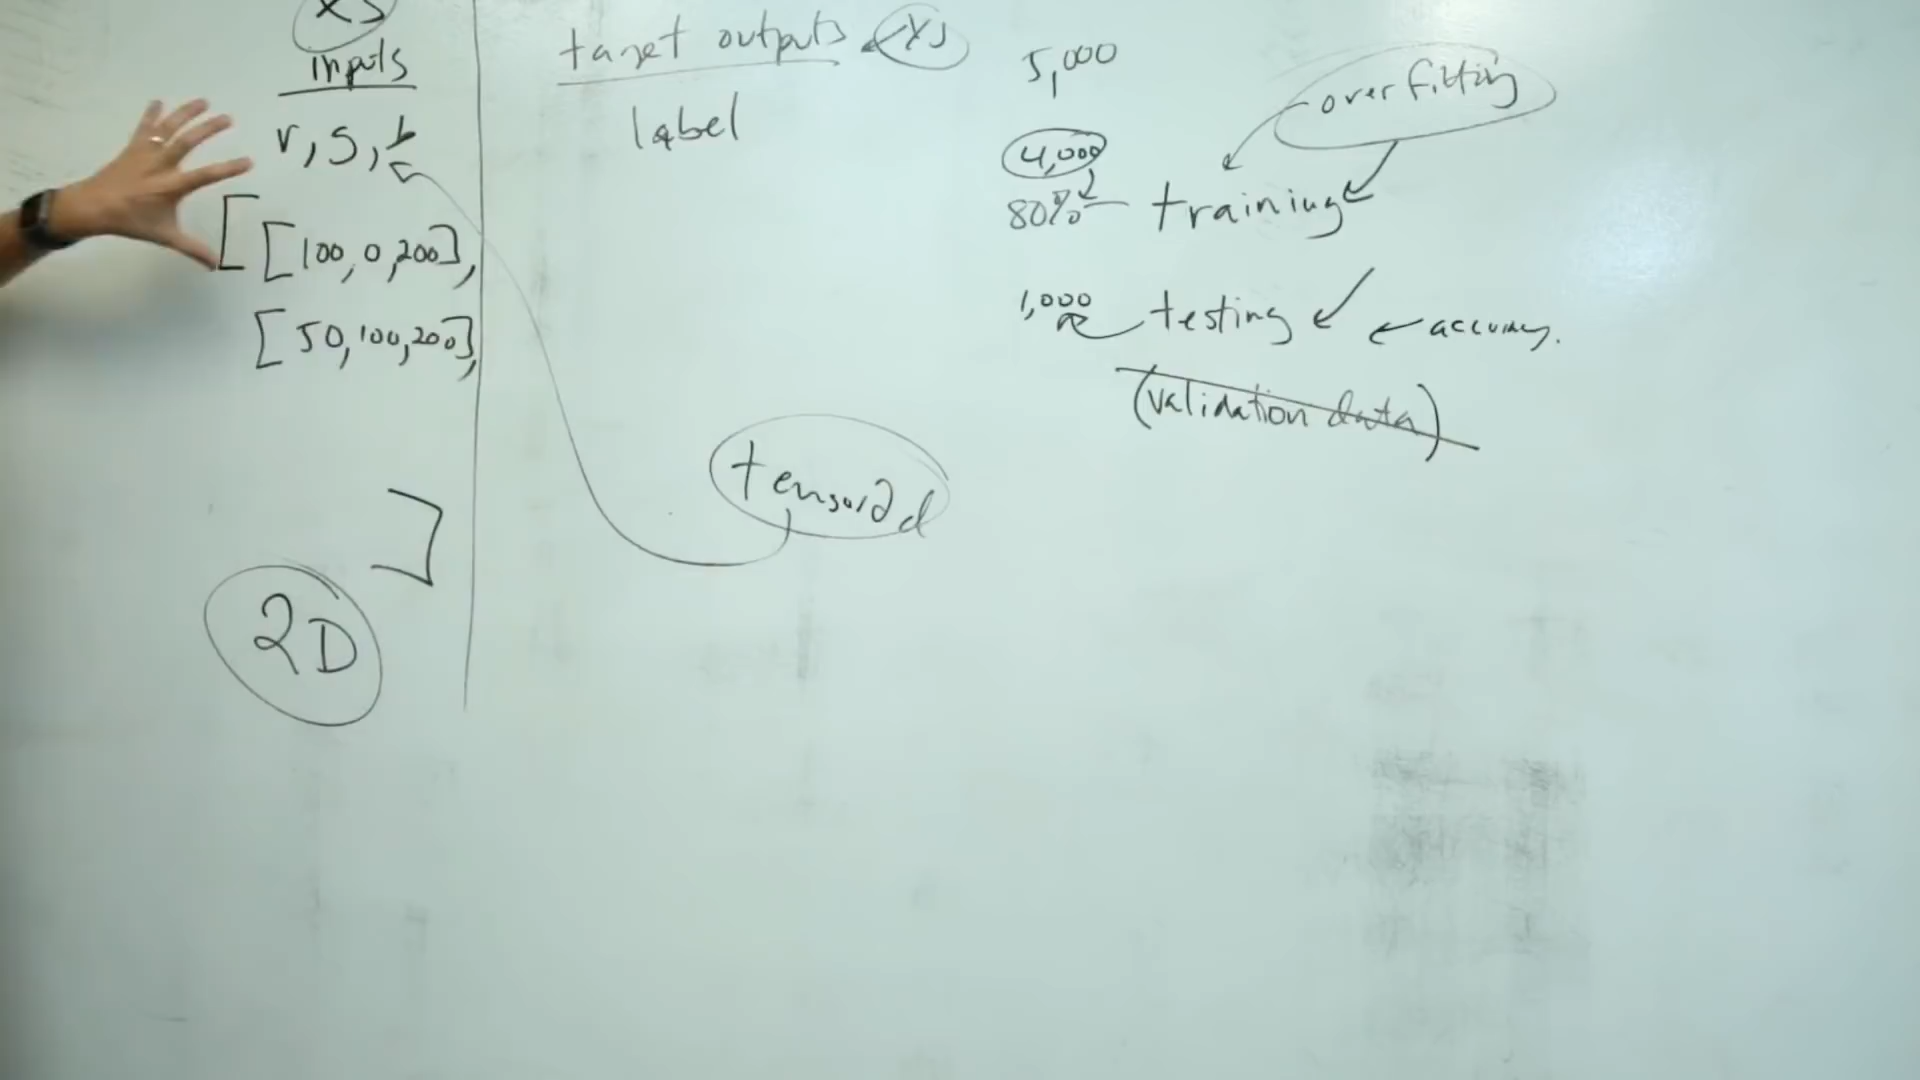 xs
inputs
r, s, b
[
[100, 0, 200],
[50, 100, 200],
]
2D
target outputs
ys
label
tensor2d
5,000
4,000
80% training
overfitting
1,000 testing
accuracy.
(validation data)